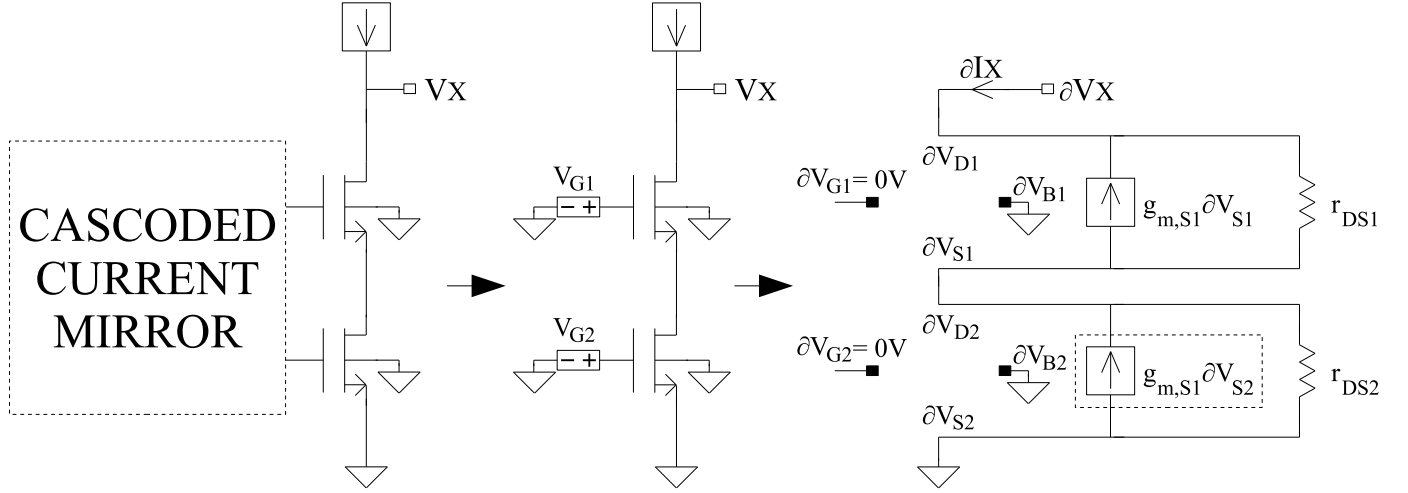 CASCODED
CURRENT
MIRROR
VX
VG1
− +
VG2
− +
VX
∂IX
∂VX
∂VD1
∂VG1= 0V
∂VB1
gm,S1∂VS1
rDS1
∂VS1
∂VD2
∂VG2= 0V
∂VB2
gm,S1∂VS2
rDS2
∂VS2